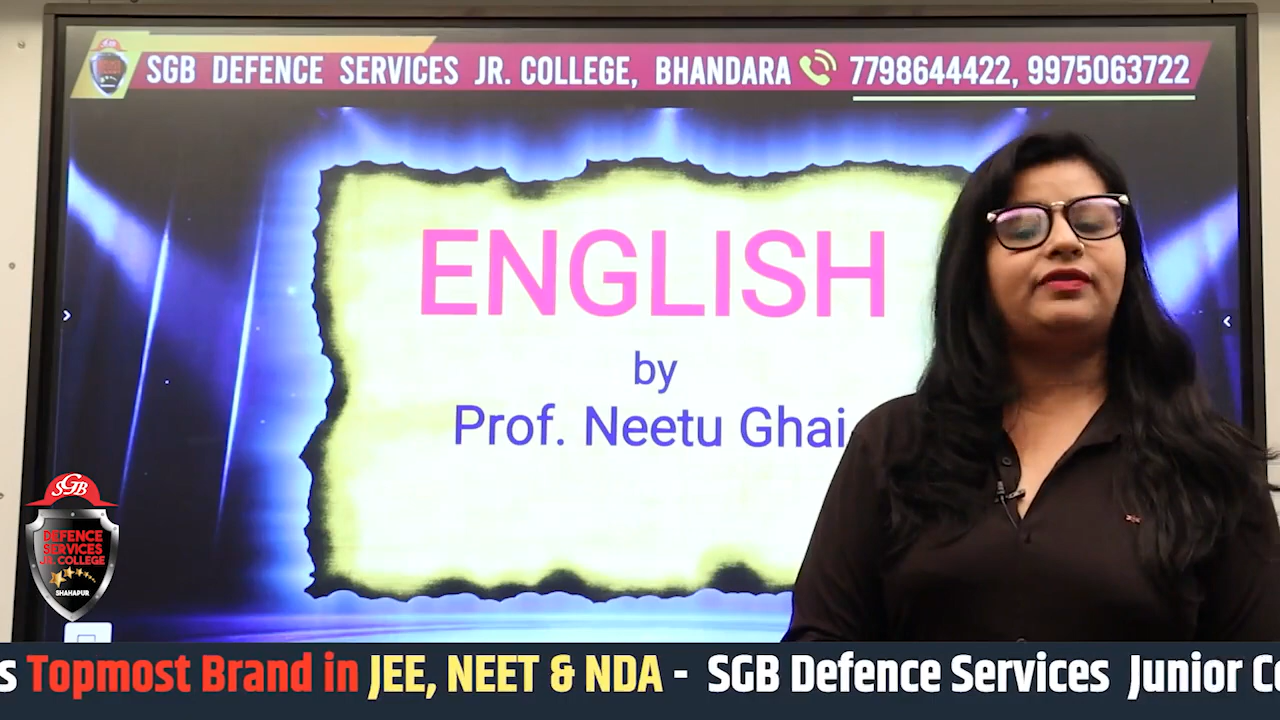 SGB DEFENCE SERVICES JR. COLLEGE, BHANDARA 7798644422, 9975063722
ENGLISH
by
Prof. Neetu Ghai
SGB
DEFENCE
SERVICES
JR. COLLEGE
SHAHAPUR
s Topmost Brand in JEE, NEET & NDA - SGB Defence Services Junior Co